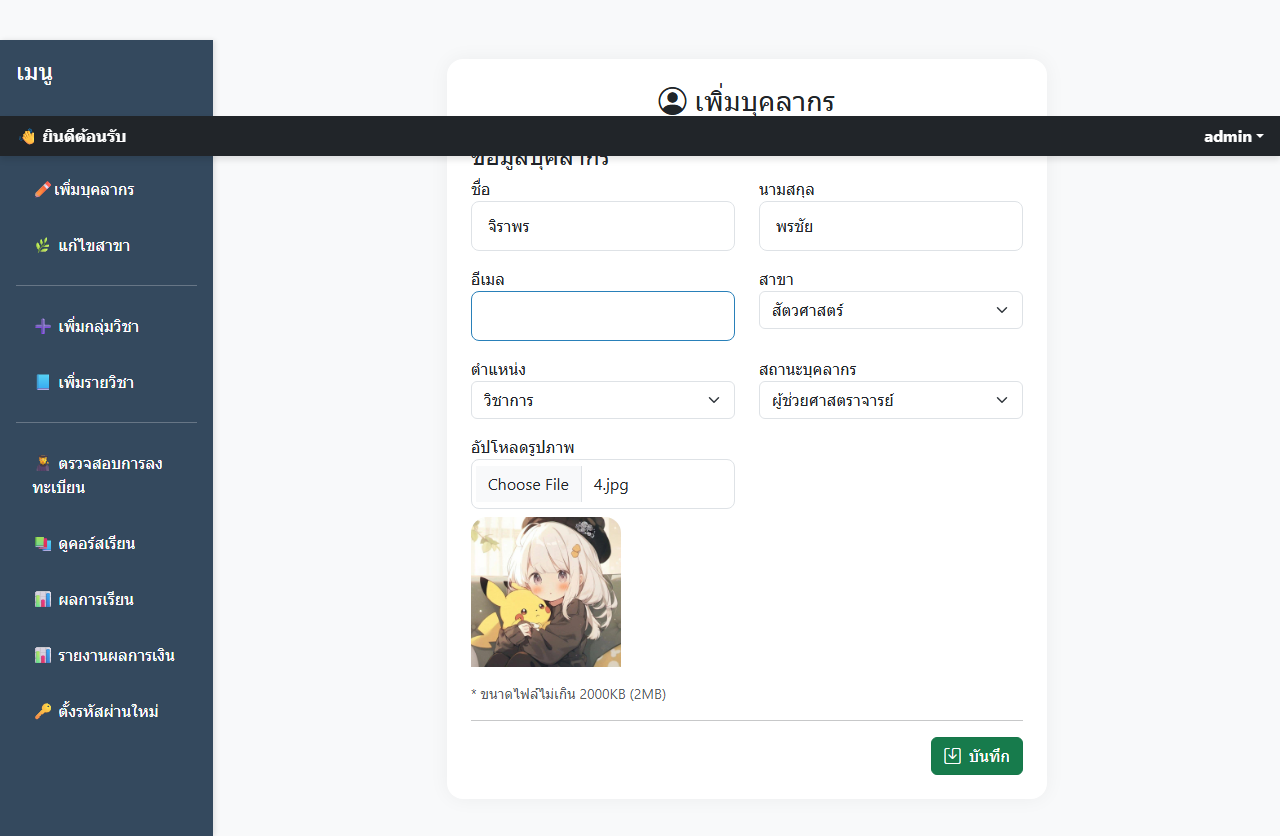 เมนู
👋 ยินดีต้อนรับ
admin
เพิ่มบุคลากร
แก้ไขสาขา
เพิ่มกลุ่มวิชา
เพิ่มรายวิชา
ตรวจสอบการลง
ทะเบียน
ดูคอร์สเรียน
ผลการเรียน
รายงานผลการเงิน
ตั้งรหัสผ่านใหม่
เพิ่มบุคลากร
ข้อมูลบุคลากร
ชื่อ
นามสกุล
จิราพร
พรชัย
อีเมล
สาขา
สัตวศาสตร์
ตำแหน่ง
สถานะบุคลากร
วิชาการ
ผู้ช่วยศาสตราจารย์
อัปโหลดรูปภาพ
Choose File 4.jpg
* ขนาดไฟล์ไม่เกิน 2000KB (2MB)
บันทึก